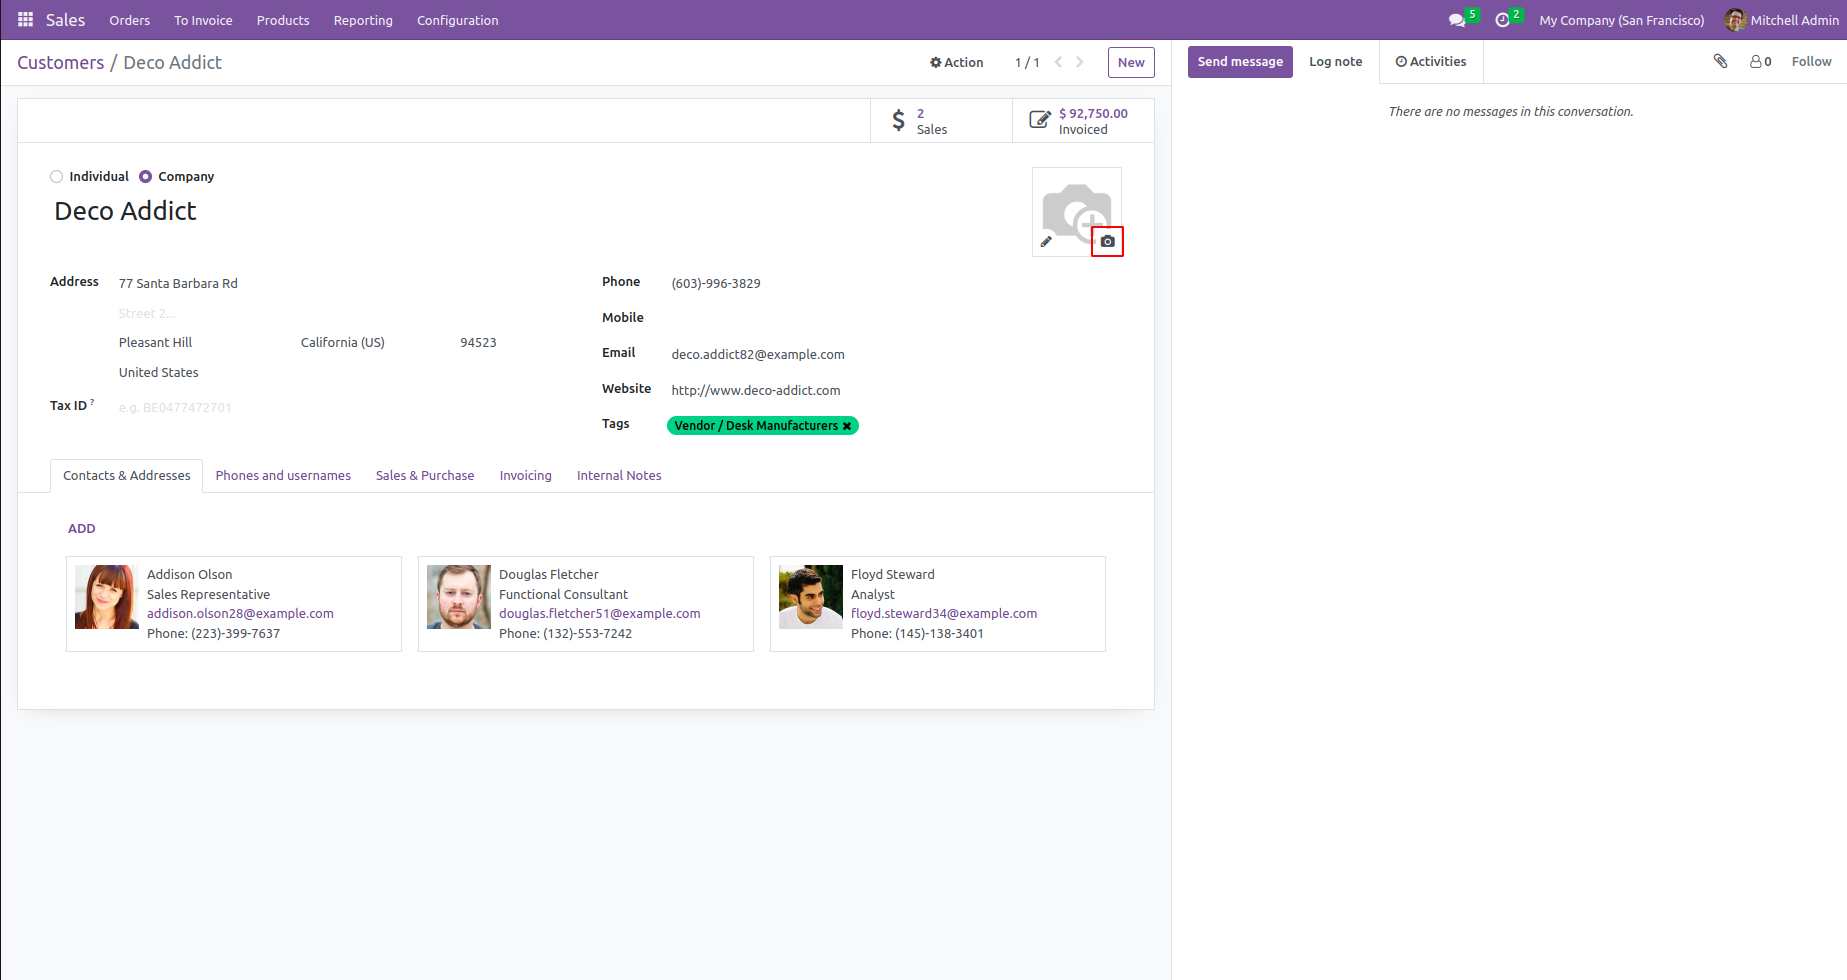 Sales Orders To Invoice Products Reporting Configuration 5 2 My Company (San Francisco) Mitchell Admin
Customers / Deco Addict Action 1 / 1 New
Send message Log note Activities 0 Follow
There are no messages in this conversation.
$ 2 Sales
$ 92,750.00 Invoiced
Individual Company
Deco Addict
Address 77 Santa Barbara Rd
Street 2...
Pleasant Hill California (US) 94523
United States
Tax ID ? e.g. BE0477472701
Phone (603)-996-3829
Mobile
Email deco.addict82@example.com
Website http://www.deco-addict.com
Tags Vendor / Desk Manufacturers ✖
Contacts & Addresses Phones and usernames Sales & Purchase Invoicing Internal Notes
ADD
Addison Olson
Sales Representative
addison.olson28@example.com
Phone: (223)-399-7637
Douglas Fletcher
Functional Consultant
douglas.fletcher51@example.com
Phone: (132)-553-7242
Floyd Steward
Analyst
floyd.steward34@example.com
Phone: (145)-138-3401